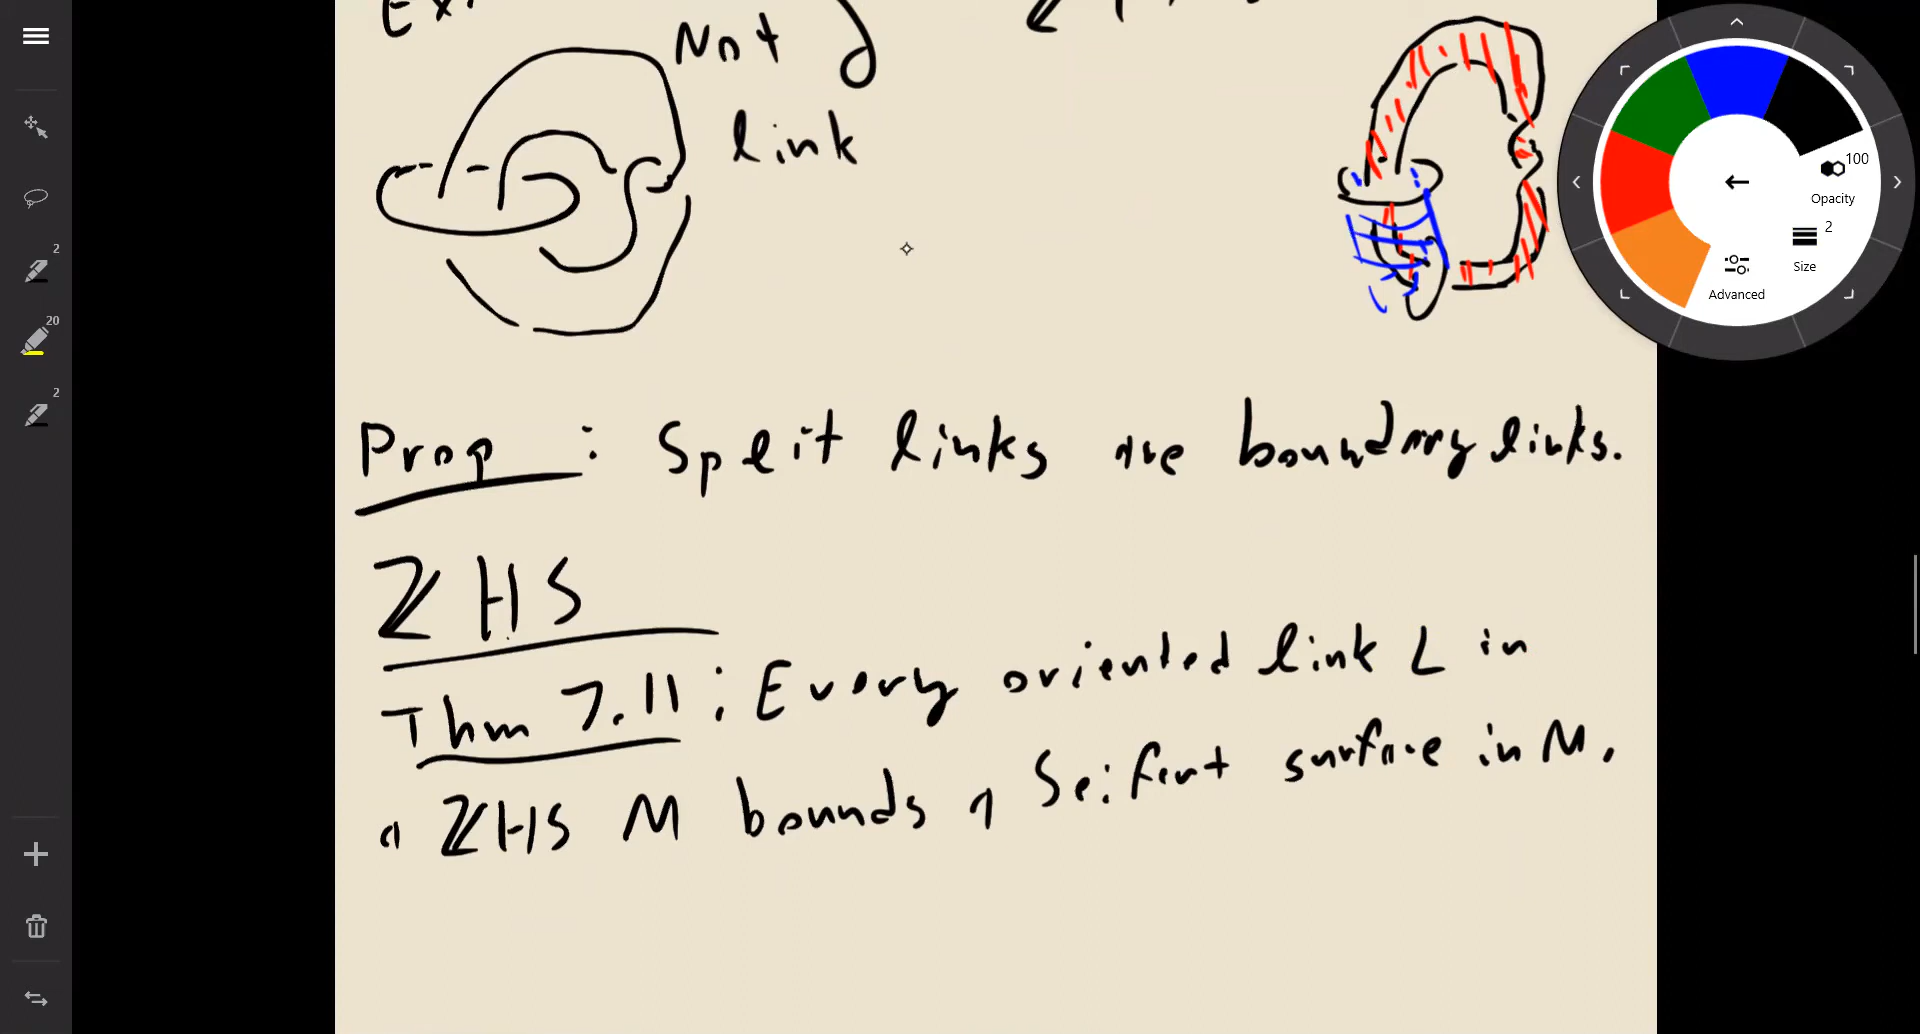 Ex.
Not
link
Prop : Split links are boundary links.
ZHS
Thm 7.11 : Every oriented link L in
a ZHS M bounds a Seifert surface in M.
100
Opacity
2
Size
Advanced
2
20
2